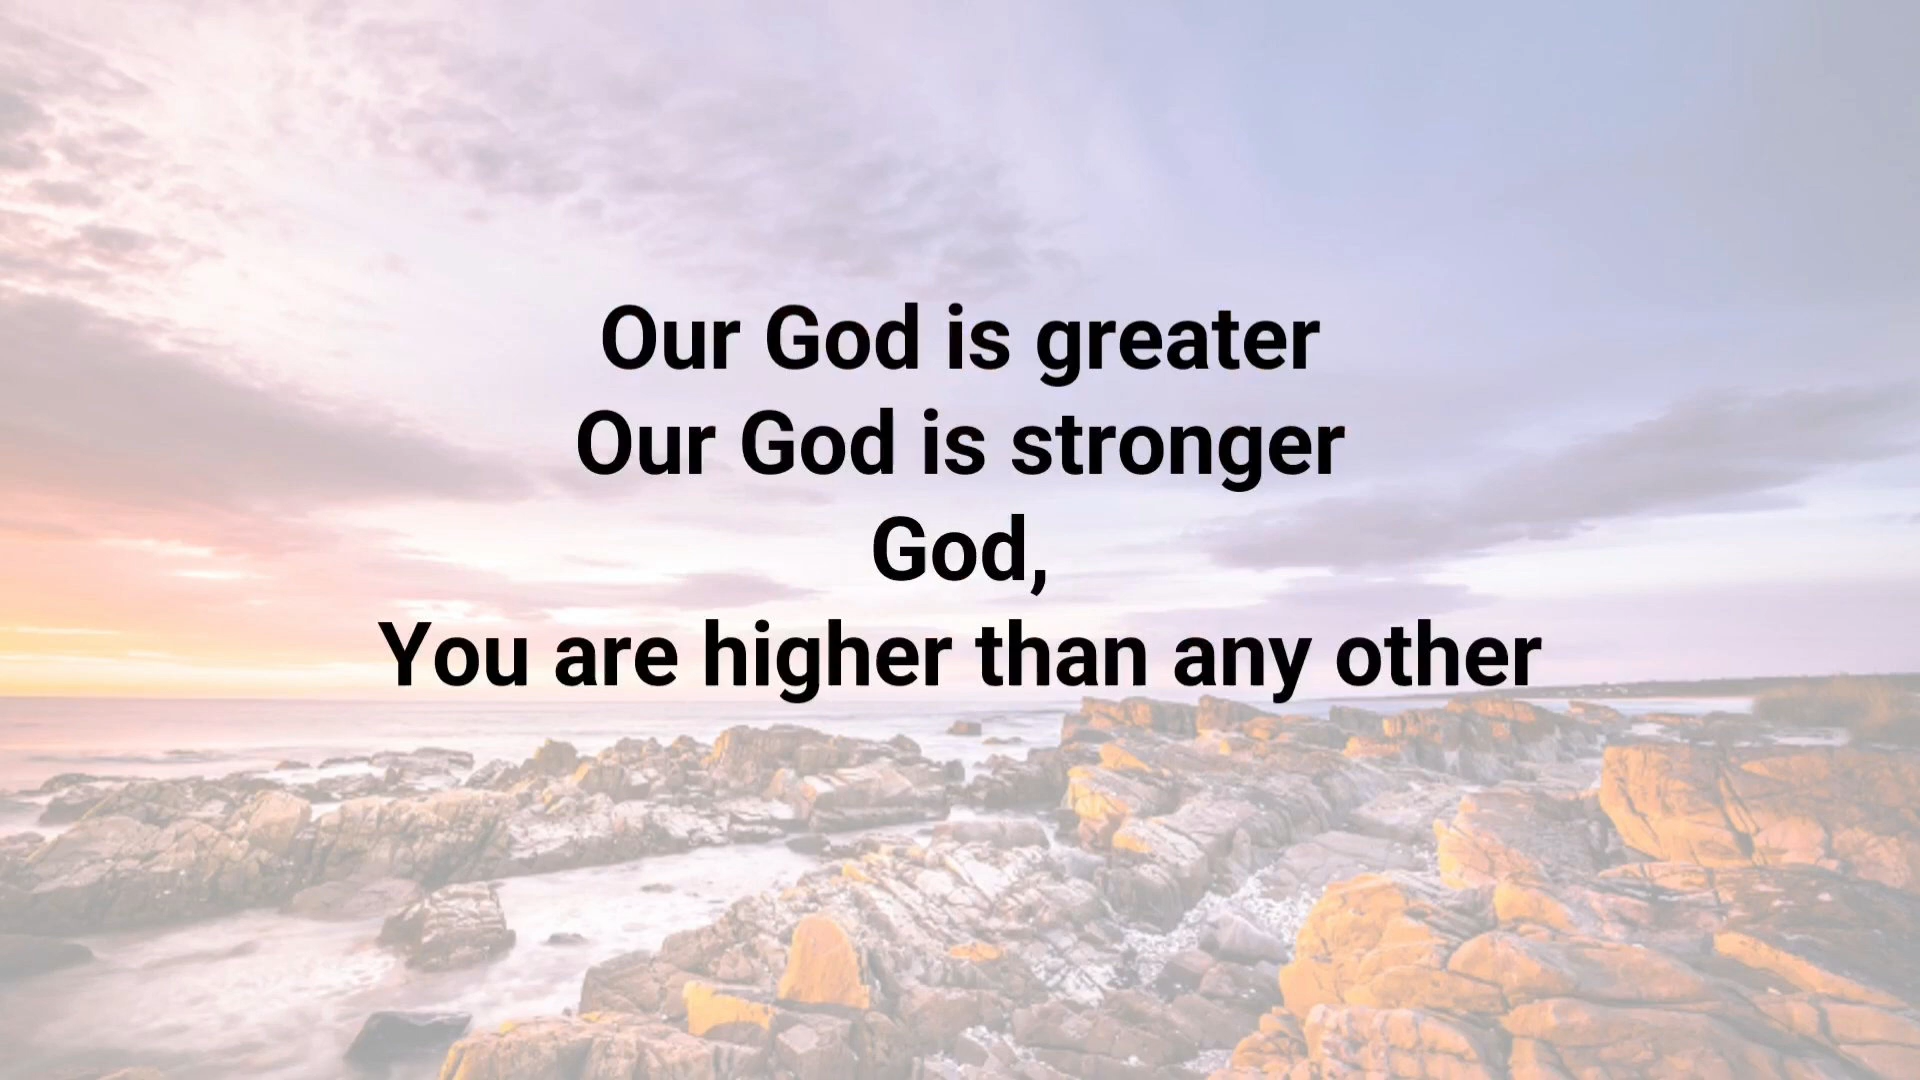 Our God is greater
Our God is stronger
God,
You are higher than any other